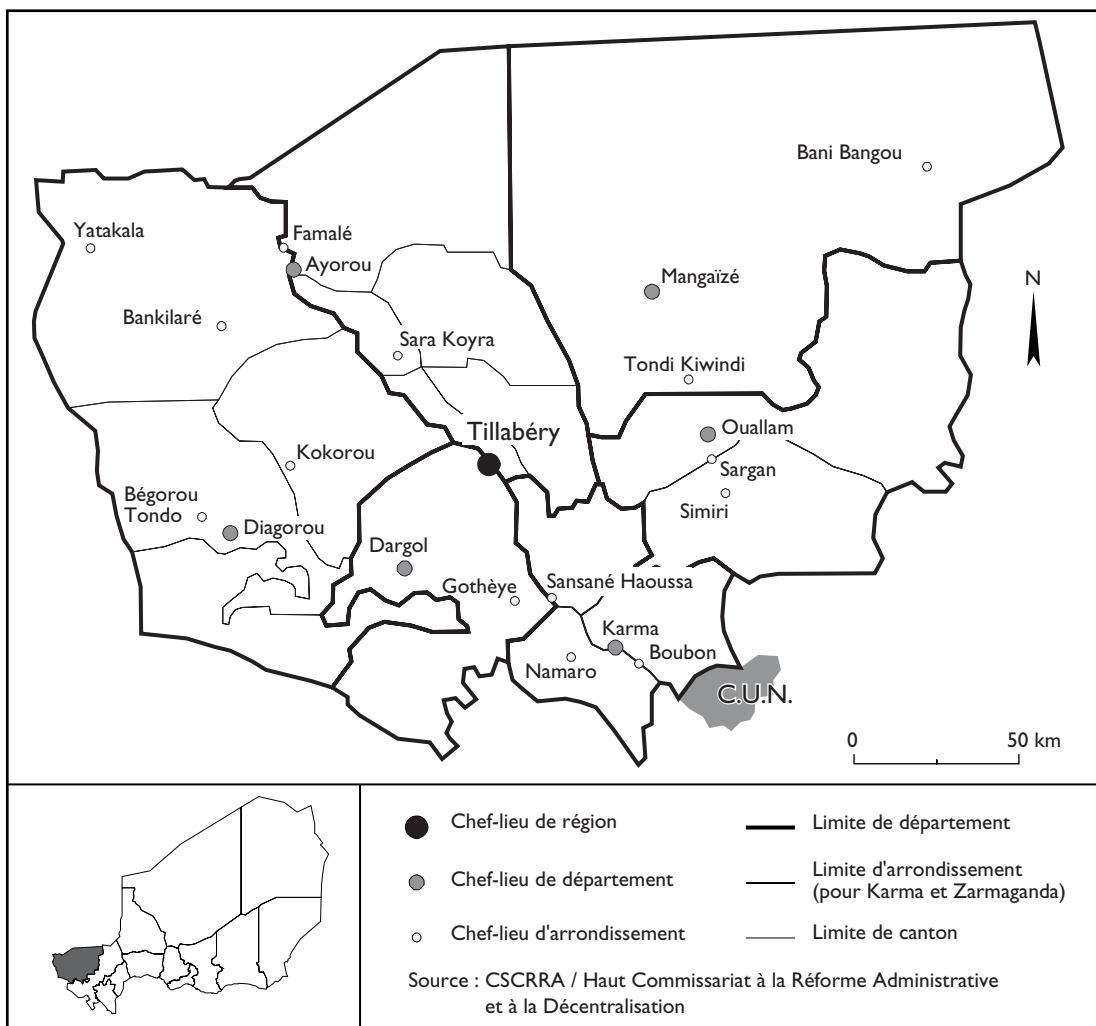 Bani Bangou
Yatakala
Famalé
Ayorou
Mangaïzé
N
Bankilaré
Sara Koyra
Tondi Kiwindi
Tillabéry
Ouallam
Kokorou
Sargan
Bégorou
Tondo
Simiri
Diagorou
Dargol
Gothèye
Sansané Haoussa
Karma
Boubon
Namaro
C.U.N.
0 50 km
Chef-lieu de région
Limite de département
Chef-lieu de département
Limite d'arrondissement
(pour Karma et Zarmaganda)
Chef-lieu d'arrondissement
Limite de canton
Source : CSCRRA / Haut Commissariat à la Réforme Administrative
et à la Décentralisation